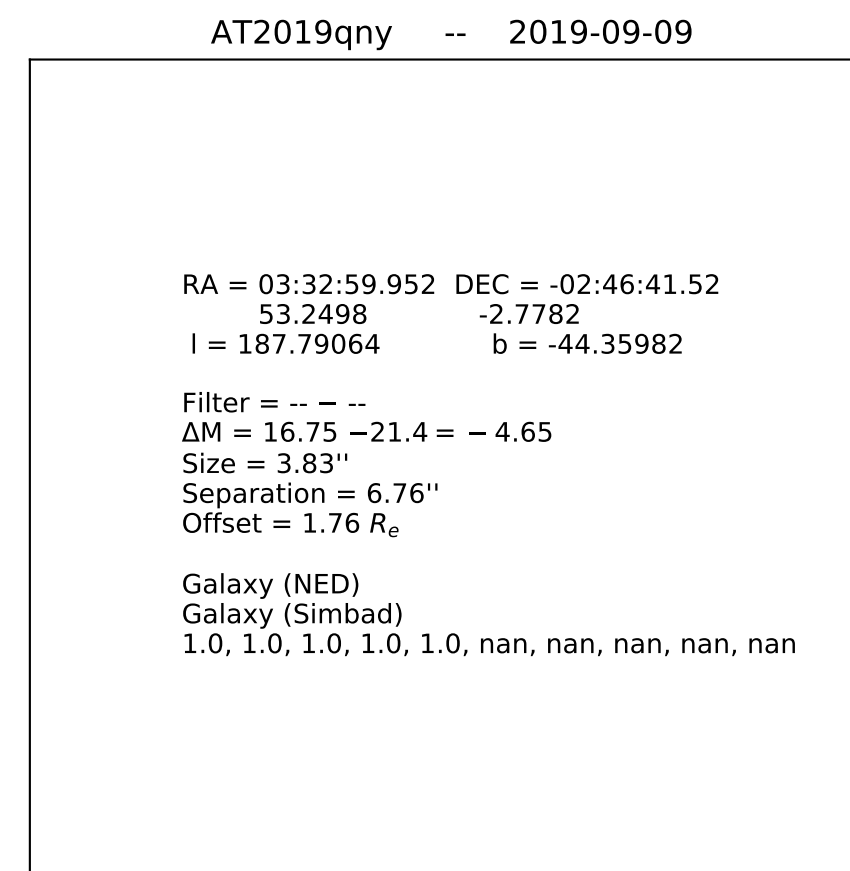 AT2019qny -- 2019-09-09
RA = 03:32:59.952 DEC = -02:46:41.52
53.2498 -2.7782
l = 187.79064 b = -44.35982
Filter = -- − --
ΔM = 16.75 −21.4 = − 4.65
Size = 3.83''
Separation = 6.76''
Offset = 1.76 Re
Galaxy (NED)
Galaxy (Simbad)
1.0, 1.0, 1.0, 1.0, 1.0, nan, nan, nan, nan, nan